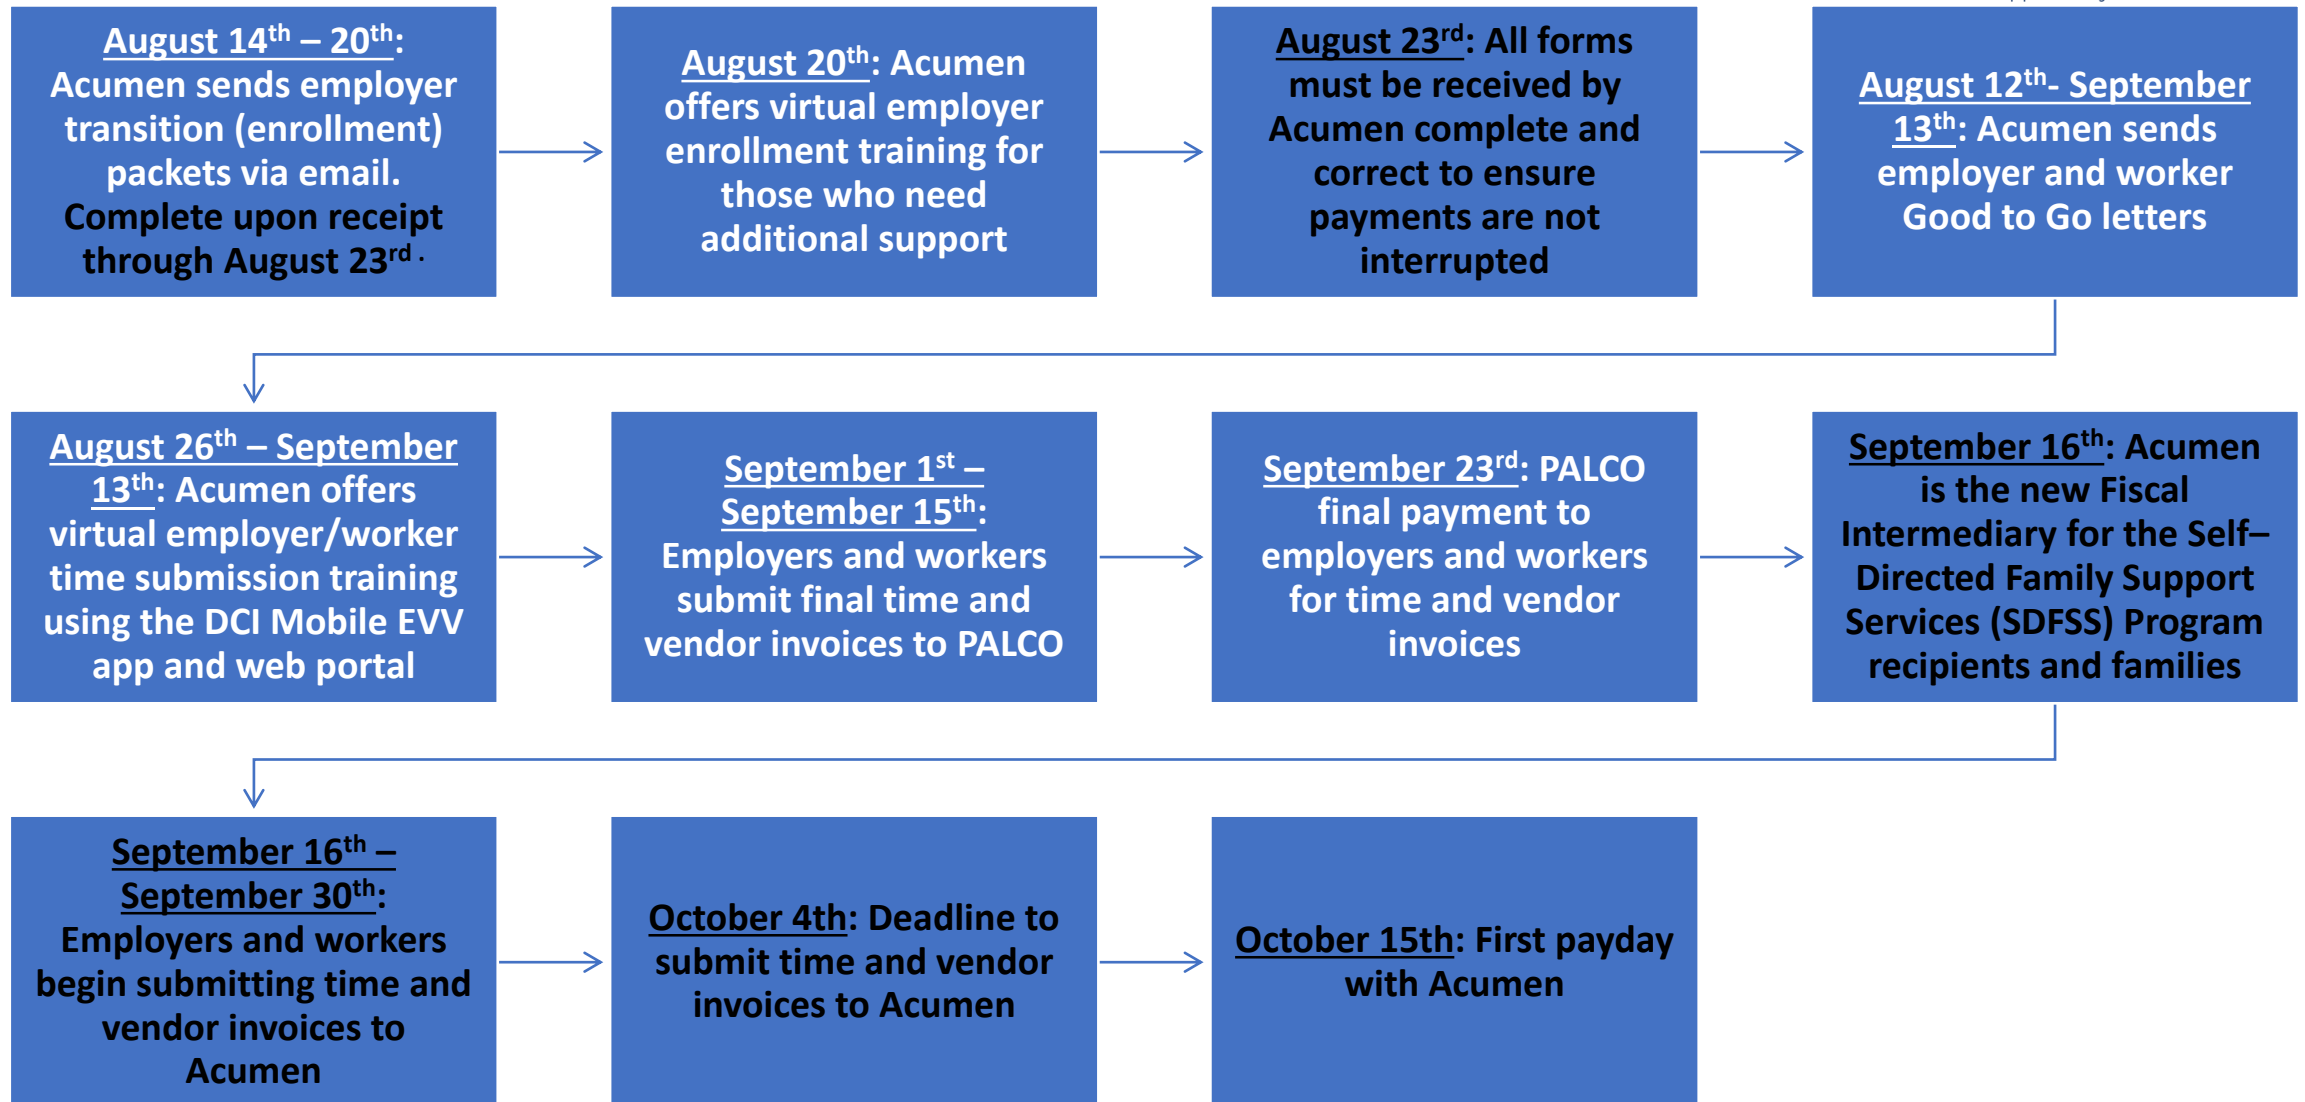 August 14th – 20th:
Acumen sends employer
transition (enrollment)
packets via email.
Complete upon receipt
through August 23rd .
August 20th: Acumen
offers virtual employer
enrollment training for
those who need
additional support
August 23rd: All forms
must be received by
Acumen complete and
correct to ensure
payments are not
interrupted
August 12th- September
13th: Acumen sends
employer and worker
Good to Go letters
August 26th – September
13th: Acumen offers
virtual employer/worker
time submission training
using the DCI Mobile EVV
app and web portal
September 1st –
September 15th:
Employers and workers
submit final time and
vendor invoices to PALCO
September 23rd: PALCO
final payment to
employers and workers
for time and vendor
invoices
September 16th: Acumen
is the new Fiscal
Intermediary for the Self–
Directed Family Support
Services (SDFSS) Program
recipients and families
September 16th –
September 30th:
Employers and workers
begin submitting time and
vendor invoices to
Acumen
October 4th: Deadline to
submit time and vendor
invoices to Acumen
October 15th: First payday
with Acumen